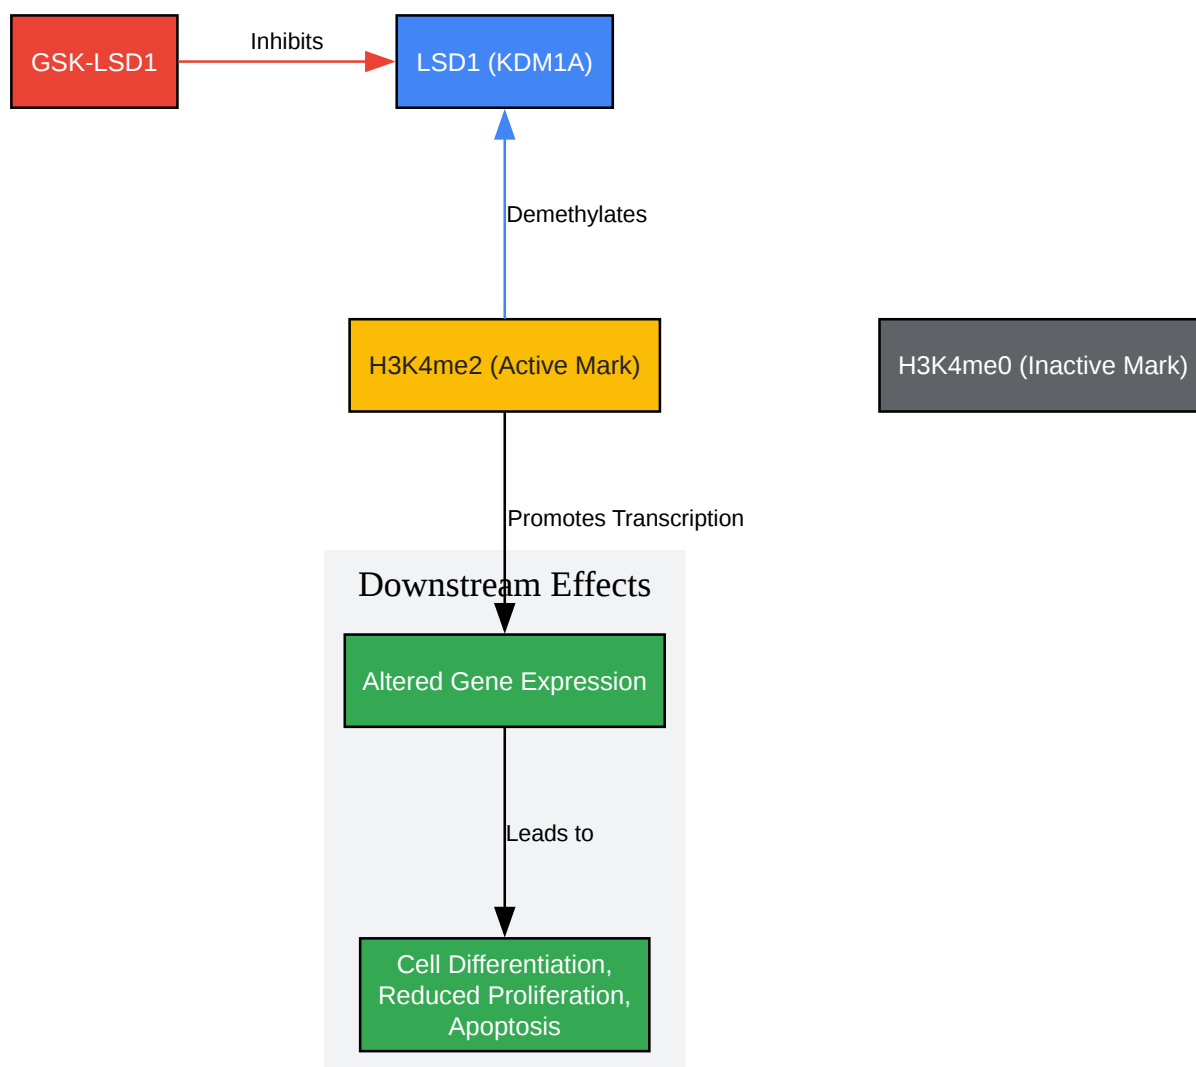 GSK-LSD1
Inhibits
LSD1 (KDM1A)
Demethylates
H3K4me2 (Active Mark)
H3K4me0 (Inactive Mark)
Promotes Transcription
Downstream Effects
Altered Gene Expression
Leads to
Cell Differentiation,
Reduced Proliferation,
Apoptosis